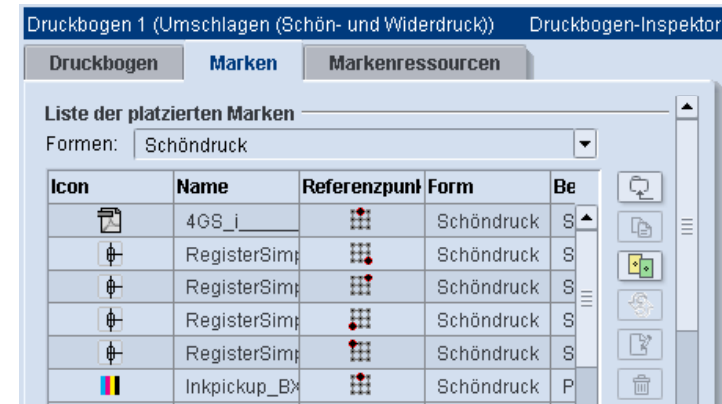 Druckbogen 1 (Umschlagen (Schön- und Widerdruck)) Druckbogen-Inspektor
Druckbogen Marken Markenressourcen
Liste der platzierten Marken
Formen: Schöndruck
Icon Name Referenzpunkt Form Be
4GS_i_____ Schöndruck S
RegisterSimp Schöndruck S
RegisterSimp Schöndruck S
RegisterSimp Schöndruck S
RegisterSimp Schöndruck S
Inkpickup_BX Schöndruck P